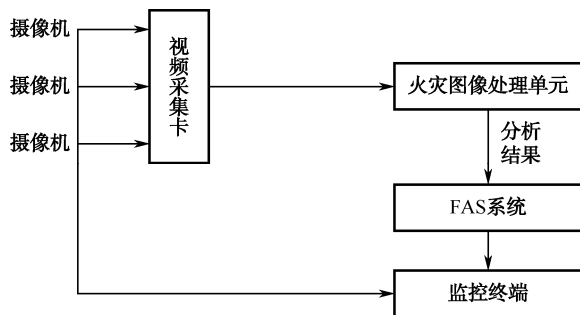 摄像机
摄像机
摄像机
视频采集卡
火灾图像处理单元
分析
结果
FAS系统
监控终端